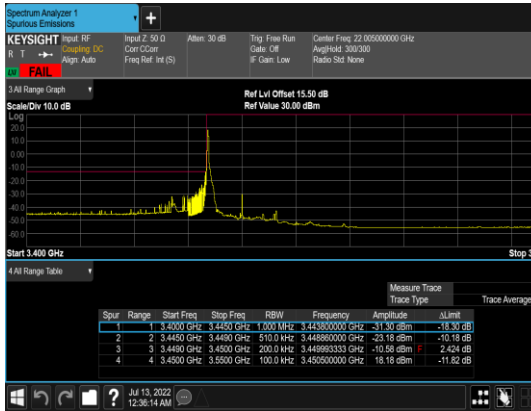 Spectrum Analyzer 1
Spurious Emissions
+
KEYSIGHT Input: RF Input Z: 50 Ω Atten: 30 dB Trig: Free Run Center Freq: 22.005000000 GHz
R T Coupling: DC Corr CCorr Gate: Off Avg|Hold: 300/300
Align: Auto Freq Ref: Int (S) IF Gain: Low Radio Std: None
LXI FAIL
3 All Range Graph
Ref Lvl Offset 15.50 dB
Scale/Div 10.0 dB Ref Value 30.00 dBm
Log
20.0
10.0
0.00
-10.0
-20.0
-30.0
-40.0
-50.0
-60.0
Start 3.400 GHz Stop 3
4 All Range Table
Measure Trace
Trace Type Trace Average
Spur Range Start Freq Stop Freq RBW Frequency Amplitude ΔLimit
1 1 3.4000 GHz 3.4450 GHz 1.000 MHz 3.443800000 GHz -31.30 dBm -18.30 dB
2 2 3.4450 GHz 3.4490 GHz 510.0 kHz 3.448860000 GHz -23.18 dBm -10.18 dB
3 3 3.4490 GHz 3.4500 GHz 200.0 kHz 3.449993333 GHz -10.58 dBm F 2.424 dB
4 4 3.4500 GHz 3.5500 GHz 100.0 kHz 3.450500000 GHz 18.18 dBm -11.82 dB
? Jul 13, 2022
12:36:14 AM